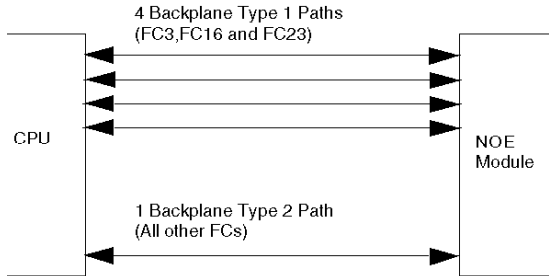 4 Backplane Type 1 Paths
(FC3,FC16 and FC23)
CPU
NOE
Module
1 Backplane Type 2 Path
(All other FCs)